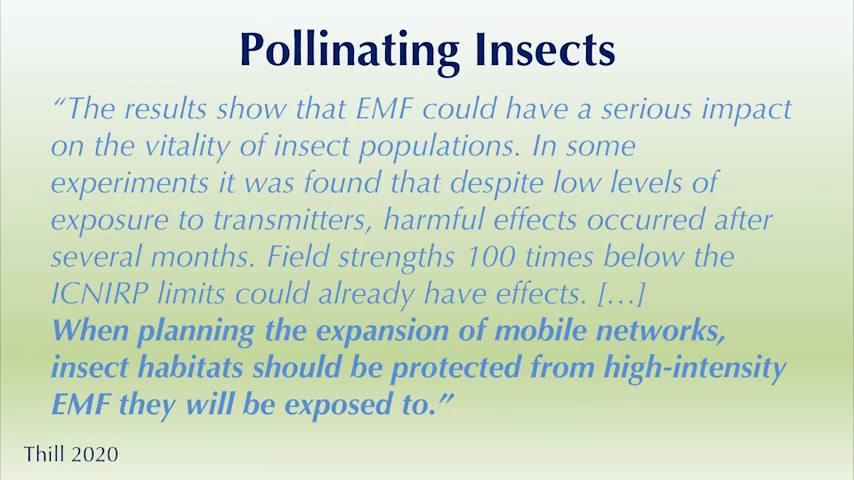 Pollinating Insects
“The results show that EMF could have a serious impact
on the vitality of insect populations. In some
experiments it was found that despite low levels of
exposure to transmitters, harmful effects occurred after
several months. Field strengths 100 times below the
ICNIRP limits could already have effects. […]
When planning the expansion of mobile networks,
insect habitats should be protected from high-intensity
EMF they will be exposed to.”
Thill 2020